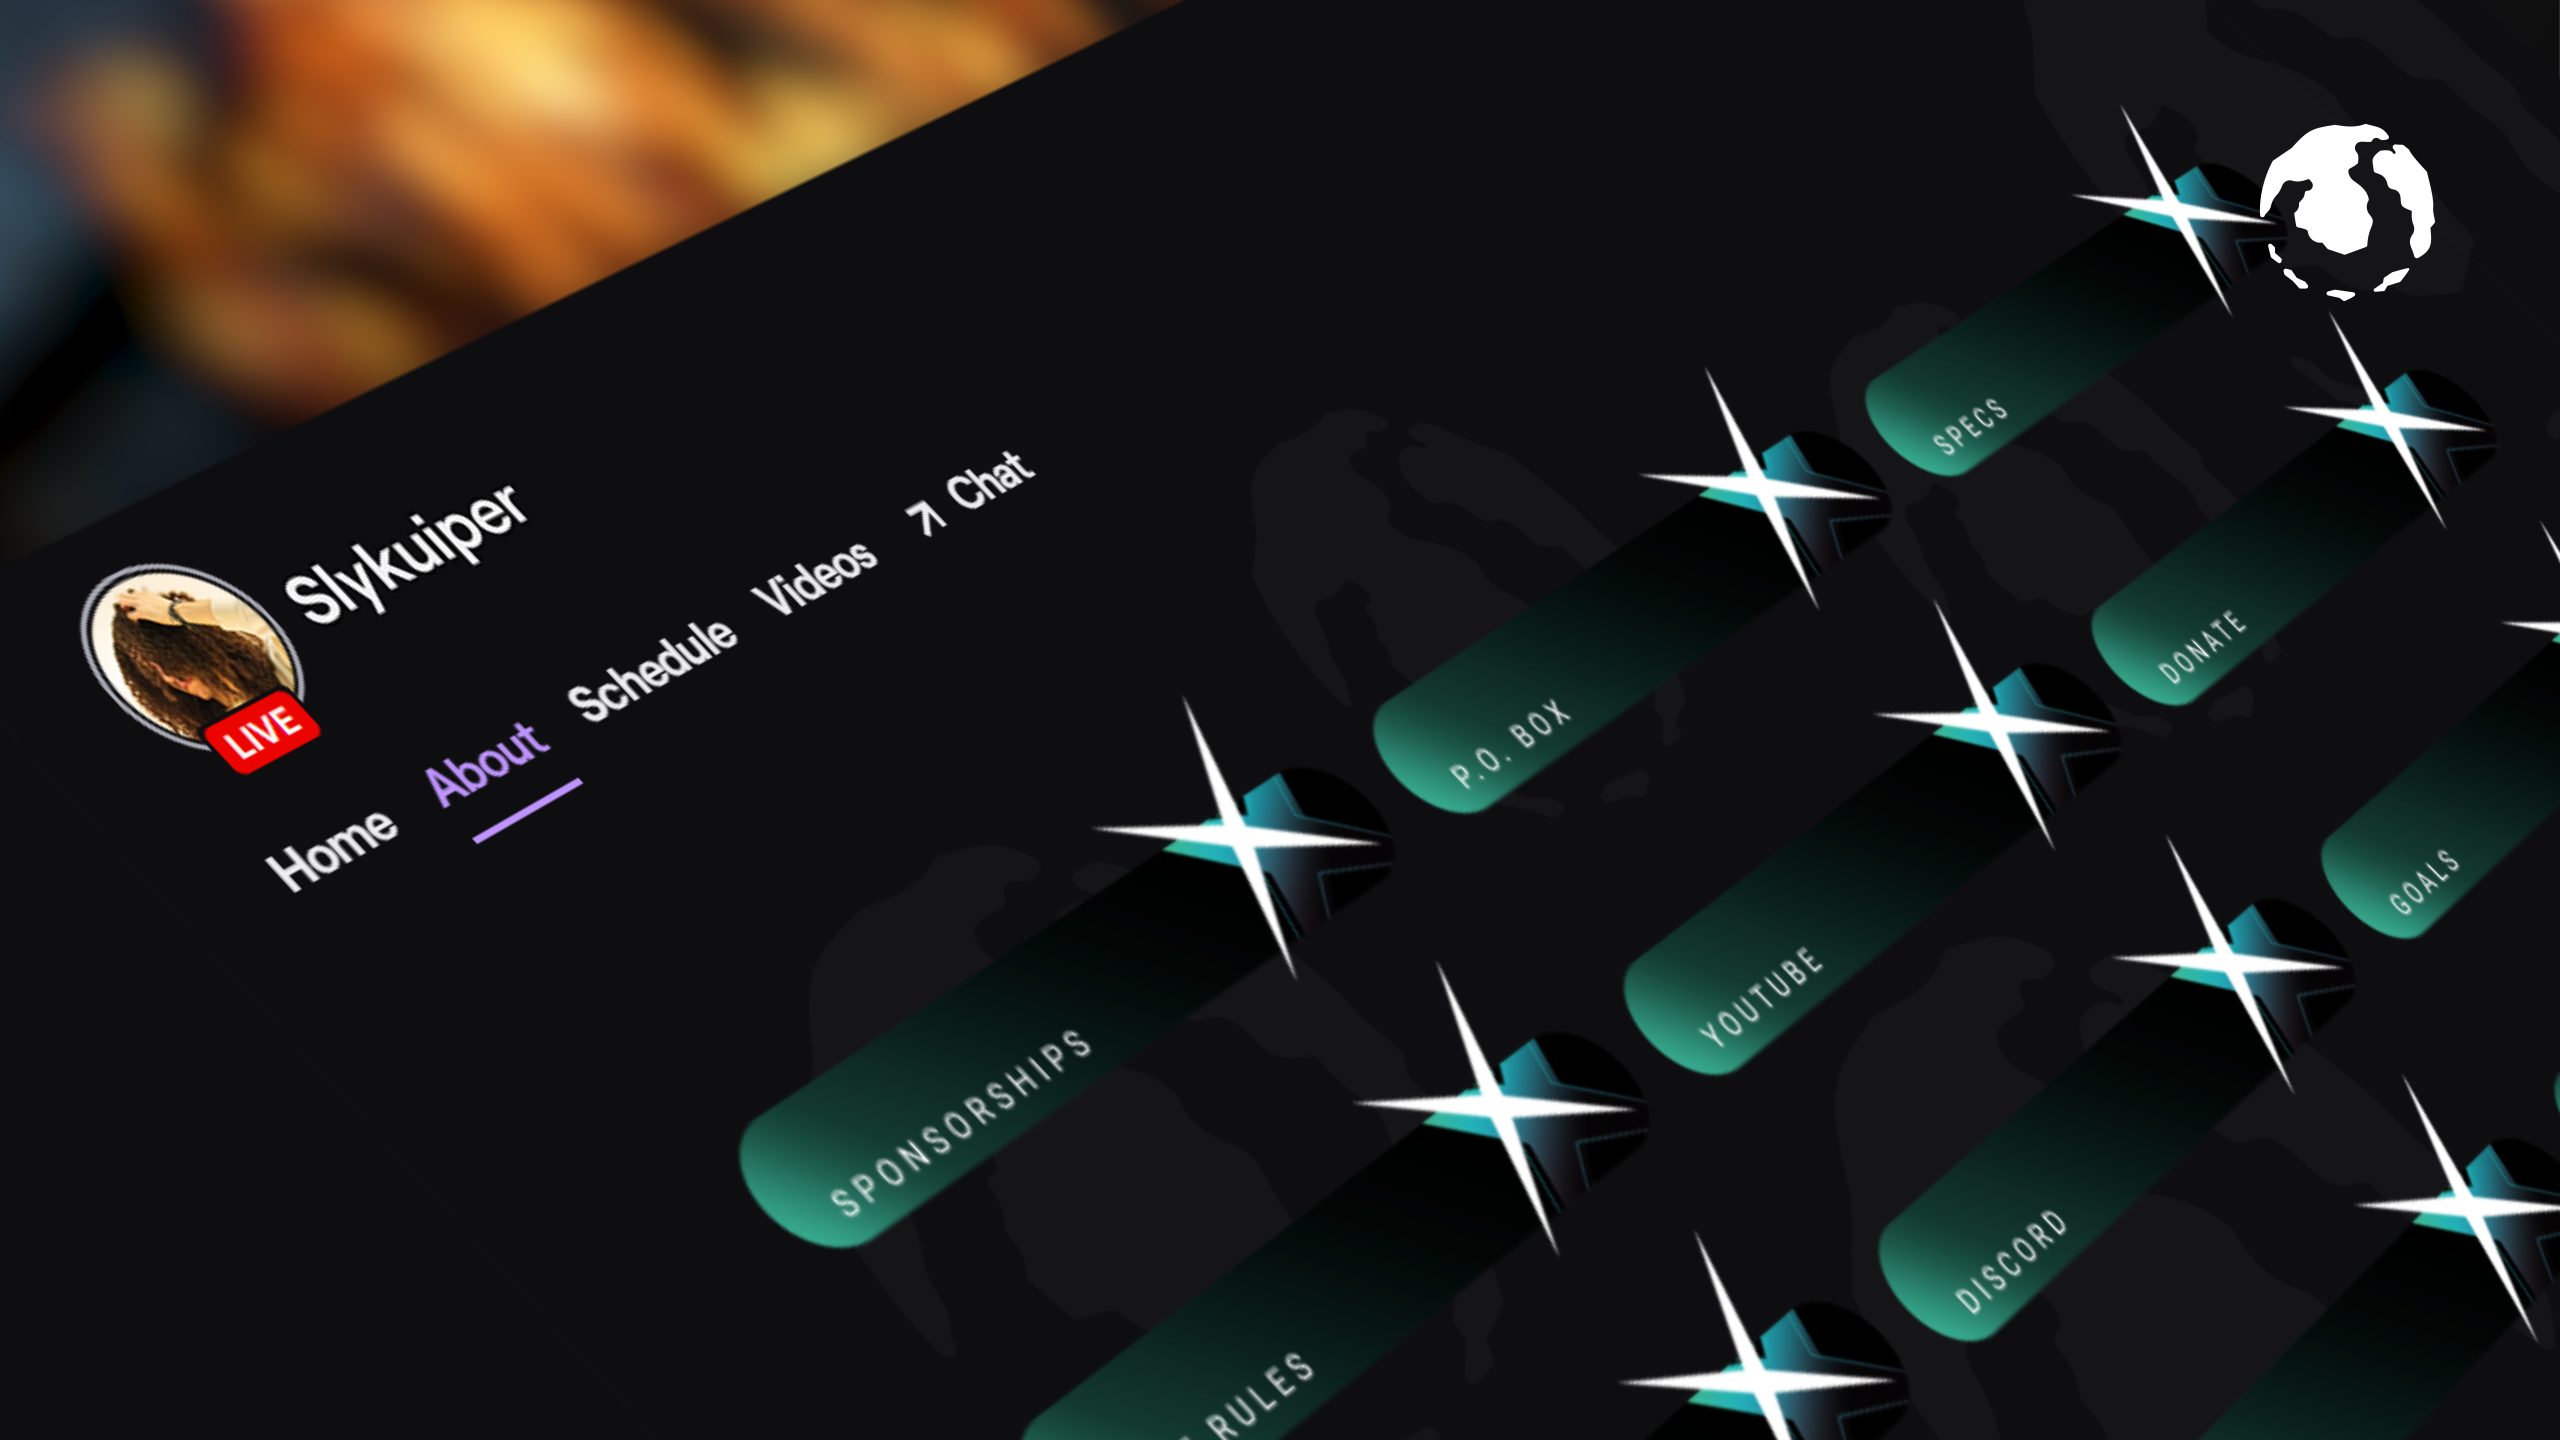 Slykuiper
LIVE
Home About Schedule Videos Chat
SPONSORSHIPS
P.O. BOX
SPECS
RULES
YOUTUBE
DONATE
DISCORD
GOALS